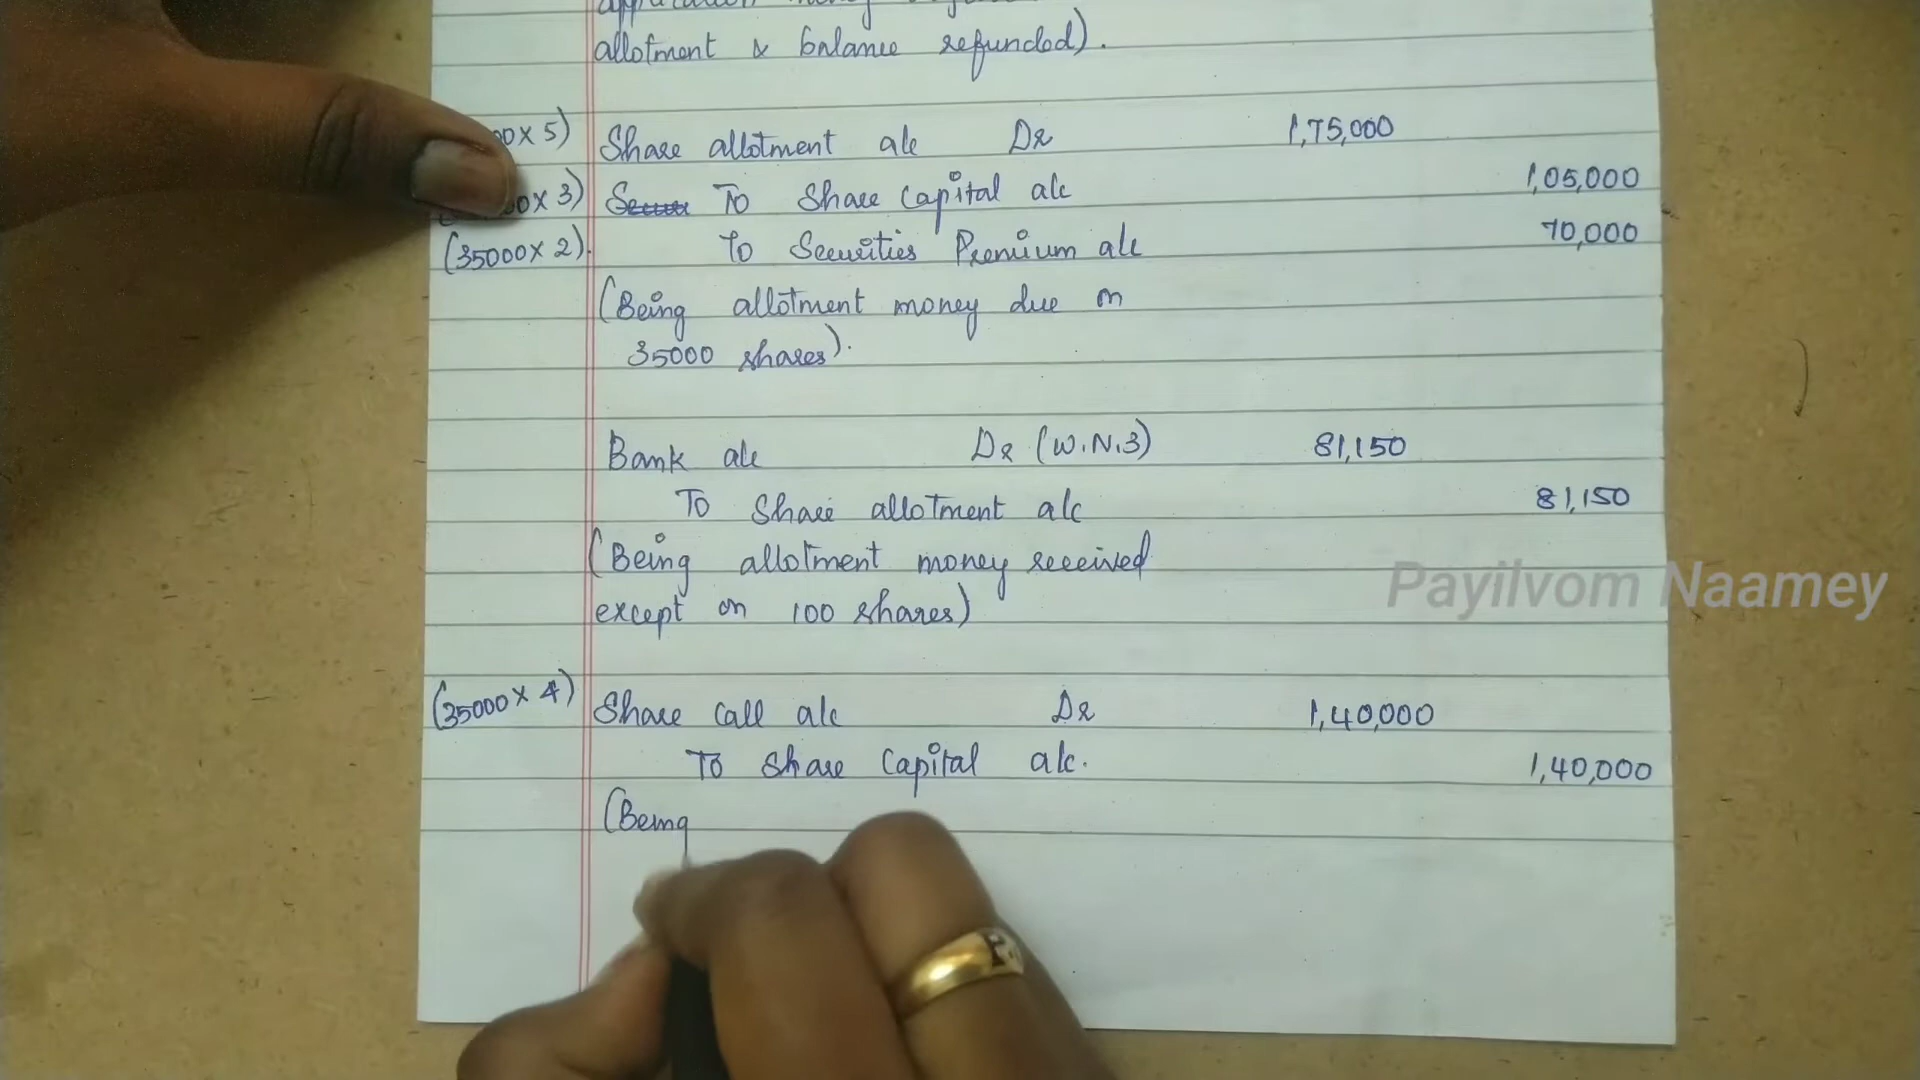 allotment & balance refunded).
00 x 5) Share allotment a/c Dr 1,75,000
00 x 3) To Share Capital a/c 1,05,000
(35000 x 2). To Securities Premium a/c 70,000
(Being allotment money due on
35000 shares).
Bank a/c Dr (W.N.3) 81,150
To Share allotment a/c 81,150
(Being allotment money received
except on 100 shares)
Payilvom Naamey
(35000 x 4) Share call a/c Dr 1,40,000
To Share Capital a/c. 1,40,000
(Being